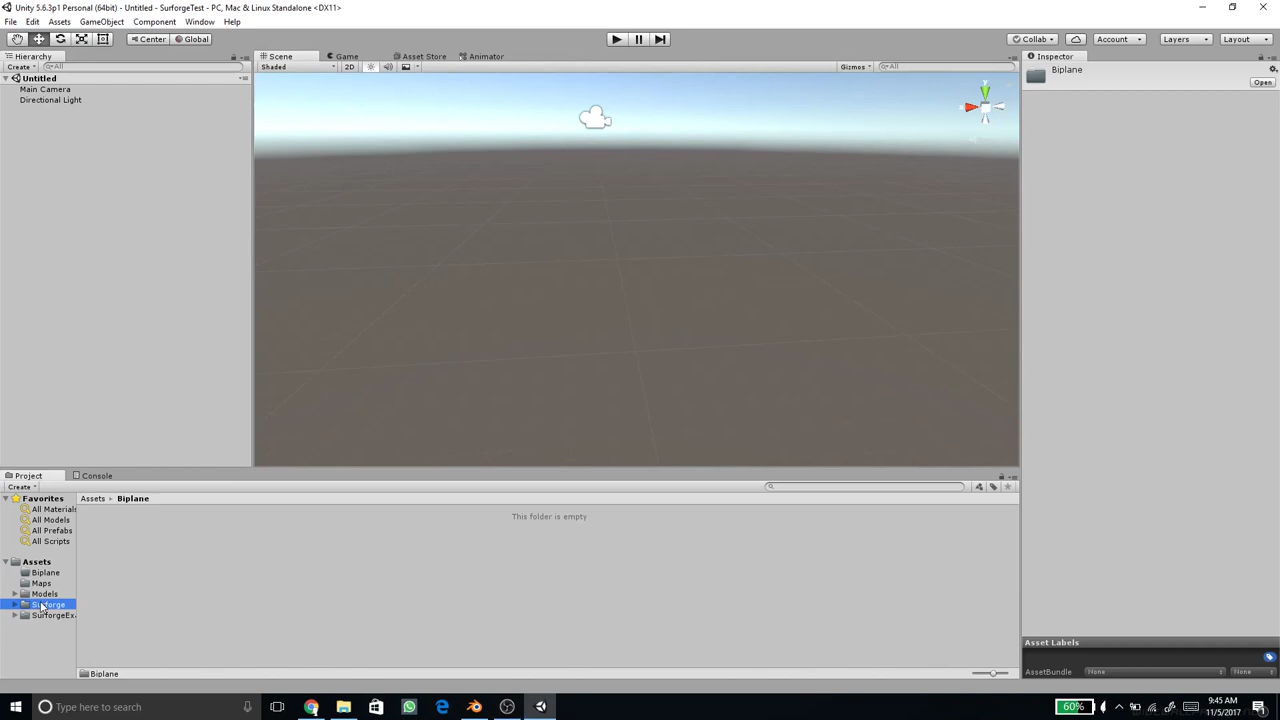 Unity 5.6.3p1 Personal (64bit) - Untitled - SurforgeTest - PC, Mac & Linux Standalone <DX11>
File Edit Assets GameObject Component Window Help
Center Global Collab Account Layers Layout
Hierarchy
Create All
Untitled
Main Camera
Directional Light
Scene Game Asset Store Animator
Shaded 2D Gizmos All
y
Inspector
Biplane
Open
Project Console
Create
Favorites
All Materials
All Models
All Prefabs
All Scripts
Assets
Biplane
Maps
Models
Surforge
SurforgeEx
Assets Biplane
This folder is empty
Biplane
Asset Labels
AssetBundle None None
Type here to search
60%
9:45 AM
11/5/2017